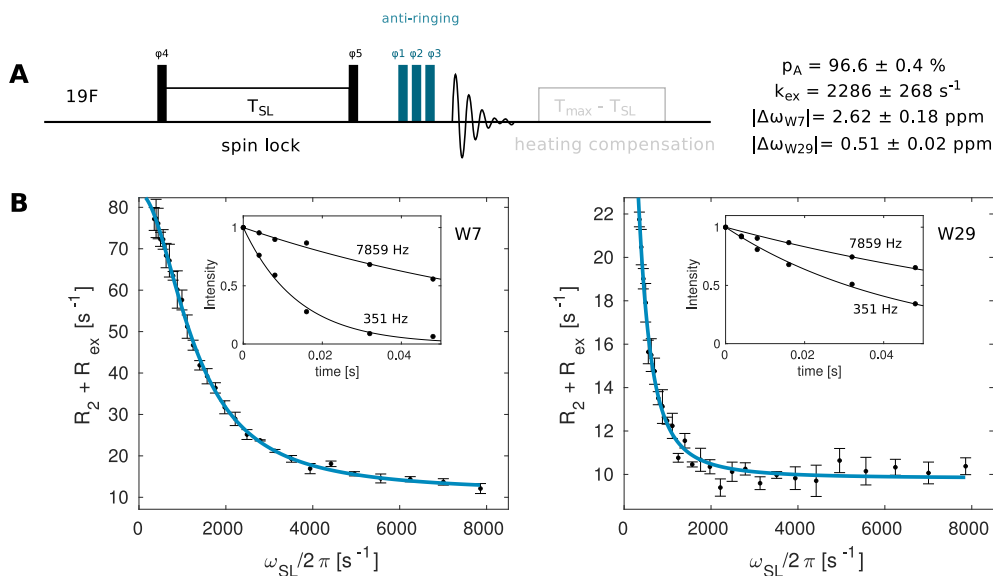 anti-ringing
A
19F
φ4
φ5
φ1 φ2 φ3
T_SL
spin lock
T_max - T_SL
heating compensation
p_A = 96.6 ± 0.4 %
k_ex = 2286 ± 268 s⁻¹
|Δω_W7|= 2.62 ± 0.18 ppm
|Δω_W29|= 0.51 ± 0.02 ppm
B
R_2 + R_ex [s⁻¹]
80
70
60
50
40
30
20
10
0 2000 4000 6000 8000
ω_SL/2 π [s⁻¹]
W7
Intensity
1
0.5
0
0 0.02 0.04
time [s]
7859 Hz
351 Hz
R_2 + R_ex [s⁻¹]
22
20
18
16
14
12
10
0 2000 4000 6000 8000
ω_SL/2 π [s⁻¹]
W29
Intensity
1
0.5
0
0 0.02 0.04
time [s]
7859 Hz
351 Hz